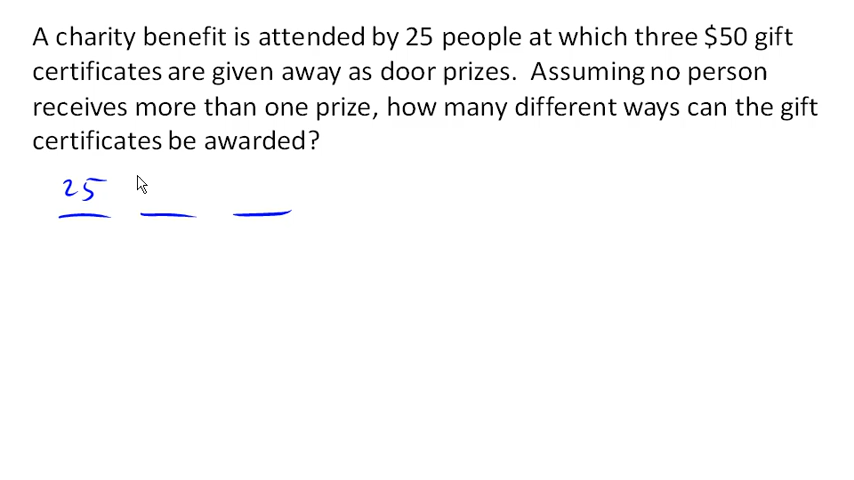 A charity benefit is attended by 25 people at which three $50 gift
certificates are given away as door prizes.  Assuming no person
receives more than one prize, how many different ways can the gift
certificates be awarded?
25